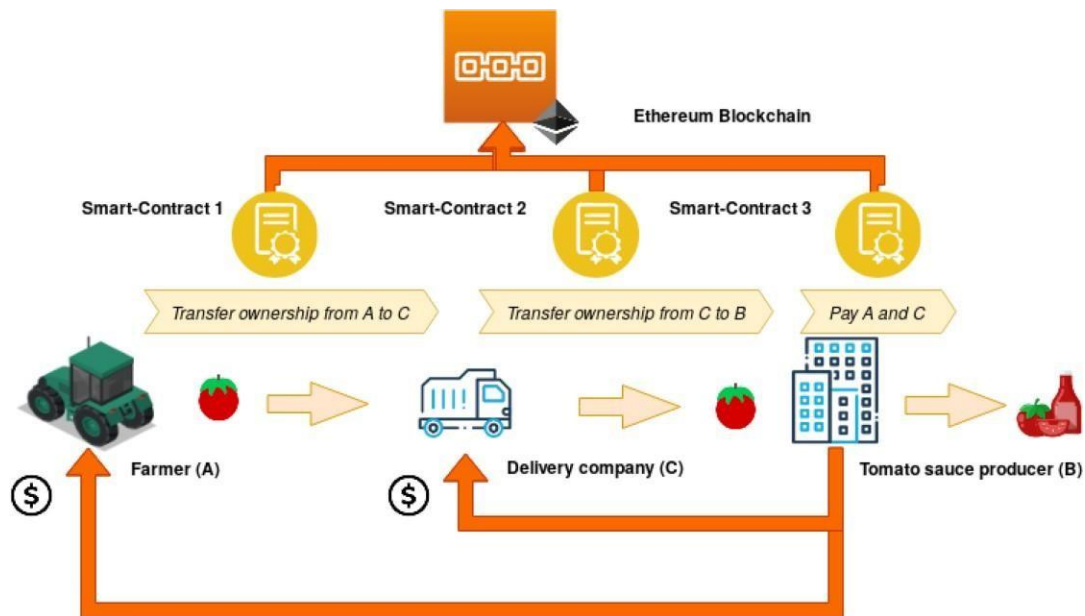 Ethereum Blockchain
Smart-Contract 1
Smart-Contract 2
Smart-Contract 3
Transfer ownership from A to C
Transfer ownership from C to B
Pay A and C
Farmer (A)
Delivery company (C)
Tomato sauce producer (B)
$
$